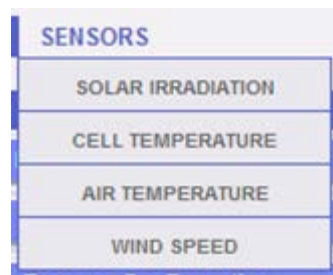 SENSORS
SOLAR IRRADIATION
CELL TEMPERATURE
AIR TEMPERATURE
WIND SPEED